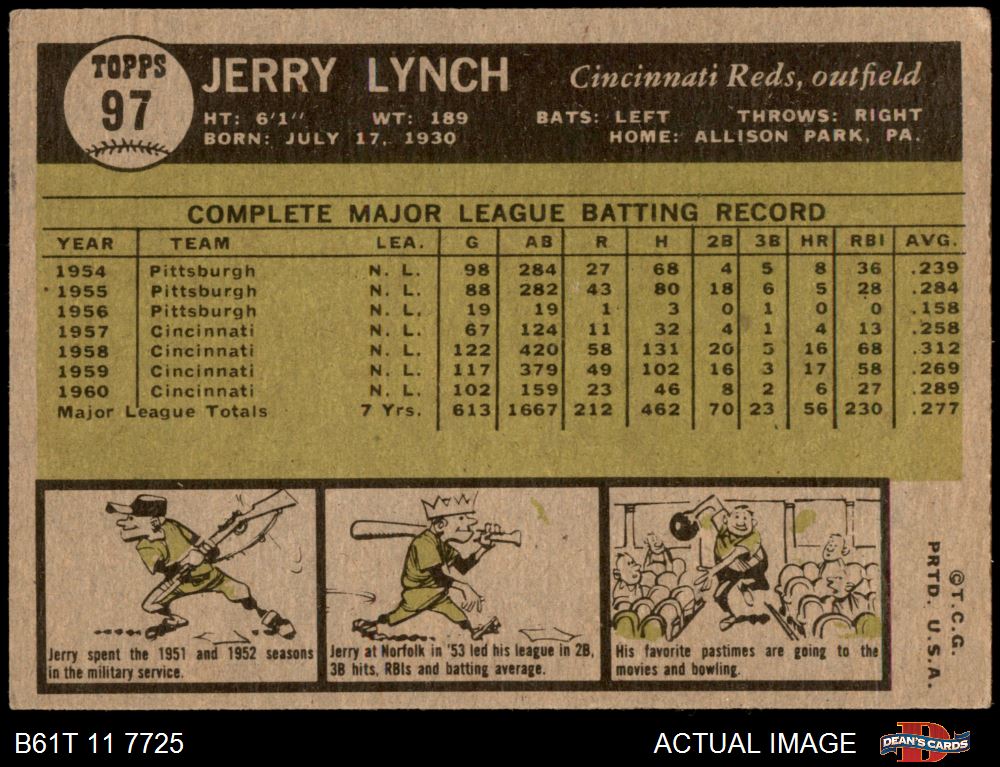 TOPPS
97
JERRY LYNCH
Cincinnati Reds, outfield
HT: 6'1" WT: 189 BATS: LEFT THROWS: RIGHT
BORN: JULY 17, 1930 HOME: ALLISON PARK, PA.
COMPLETE MAJOR LEAGUE BATTING RECORD
YEAR TEAM LEA. G AB R H 2B 3B HR RBI AVG.
1954 Pittsburgh N. L. 98 284 27 68 4 5 8 36 .239
1955 Pittsburgh N. L. 88 282 43 80 18 6 5 28 .284
1956 Pittsburgh N. L. 19 19 1 3 0 1 0 0 .158
1957 Cincinnati N. L. 67 124 11 32 4 1 4 13 .258
1958 Cincinnati N. L. 122 420 58 131 20 5 16 68 .312
1959 Cincinnati N. L. 117 379 49 102 16 3 17 58 .269
1960 Cincinnati N. L. 102 159 23 46 8 2 6 27 .289
Major League Totals 7 Yrs. 613 1667 212 462 70 23 56 230 .277
Jerry spent the 1951 and 1952 seasons
in the military service.
Jerry at Norfolk in '53 led his league in 2B,
3B hits, RBIs and batting average.
His favorite pastimes are going to the
movies and bowling.
©T.C.G.
PRTD. U.S.A.
B61T 11 7725
ACTUAL IMAGE
DEAN'S CARDS